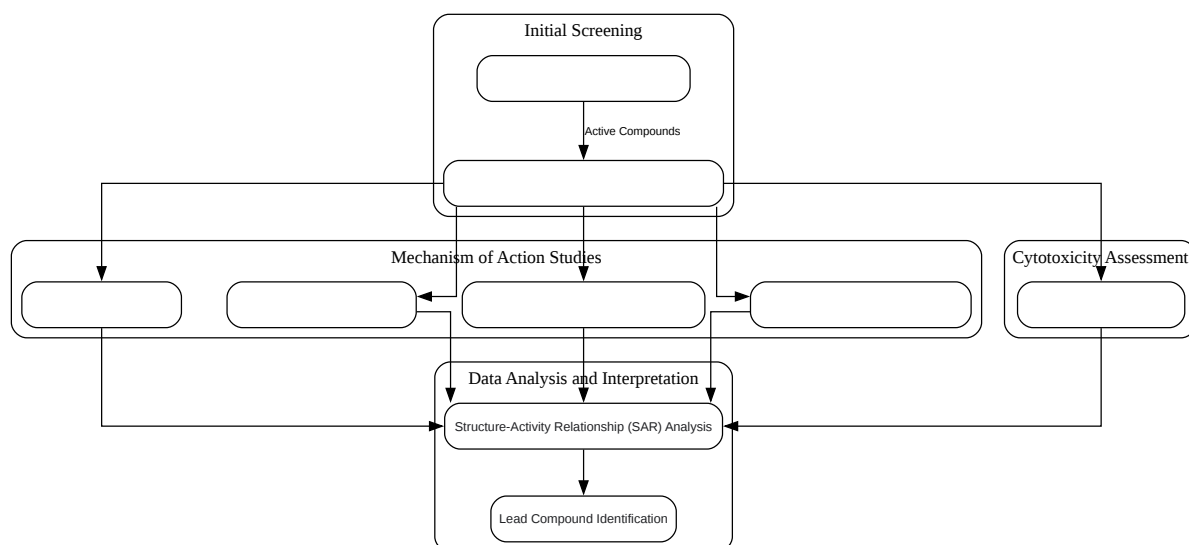 Initial Screening
Active Compounds
Mechanism of Action Studies
Cytotoxicity Assessment
Data Analysis and Interpretation
Structure-Activity Relationship (SAR) Analysis
Lead Compound Identification